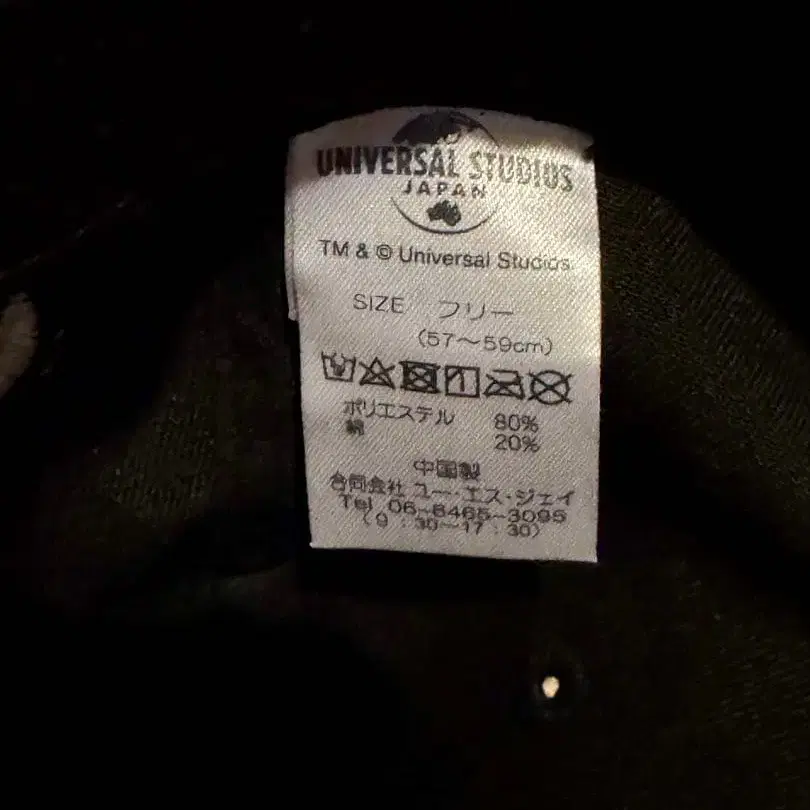 UNIVERSAL STUDIOS
JAPAN
TM & © Universal Studios.
SIZE フリー
(57～59cm)
ポリエステル 80%
綿 20%
中国製
合同会社 ユー・エス・ジェイ
Tel 06-6465-3095
(9:30～17:30)